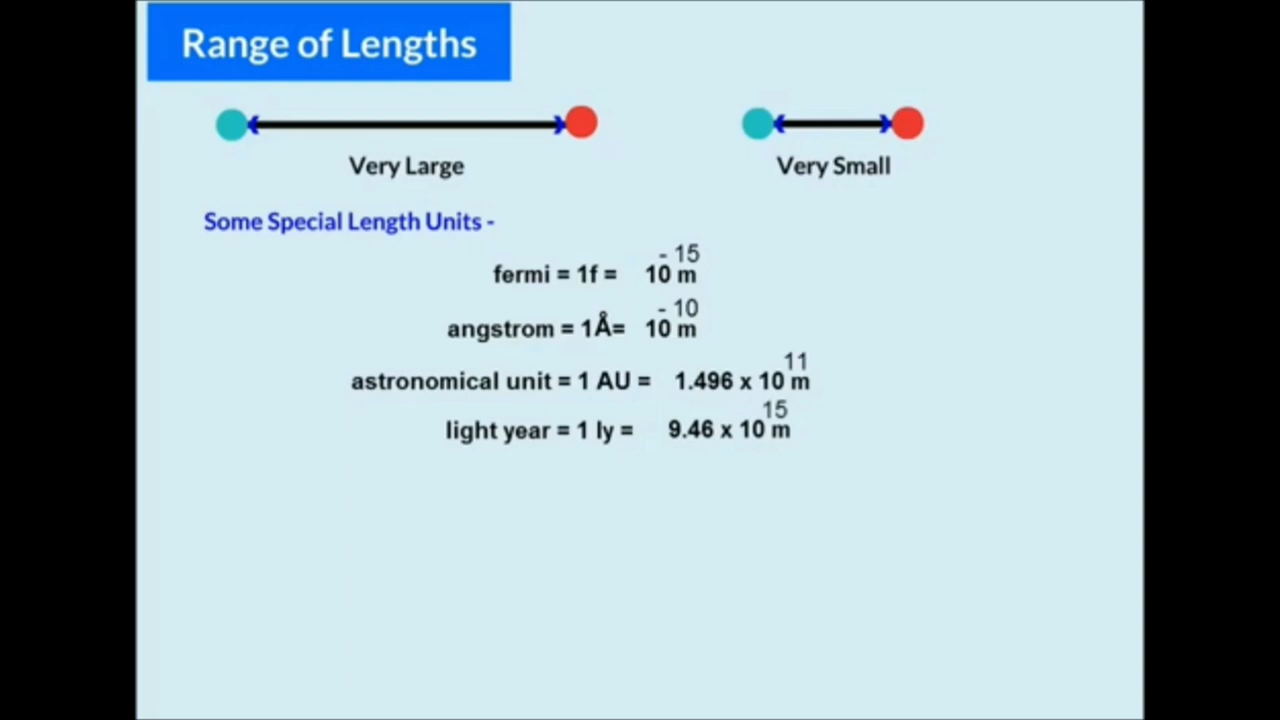 Range of Lengths
Very Large
Very Small
Some Special Length Units -
fermi = 1f = 10⁻¹⁵ m
angstrom = 1Å= 10⁻¹⁰ m
astronomical unit = 1 AU = 1.496 x 10¹¹ m
light year = 1 ly = 9.46 x 10¹⁵ m